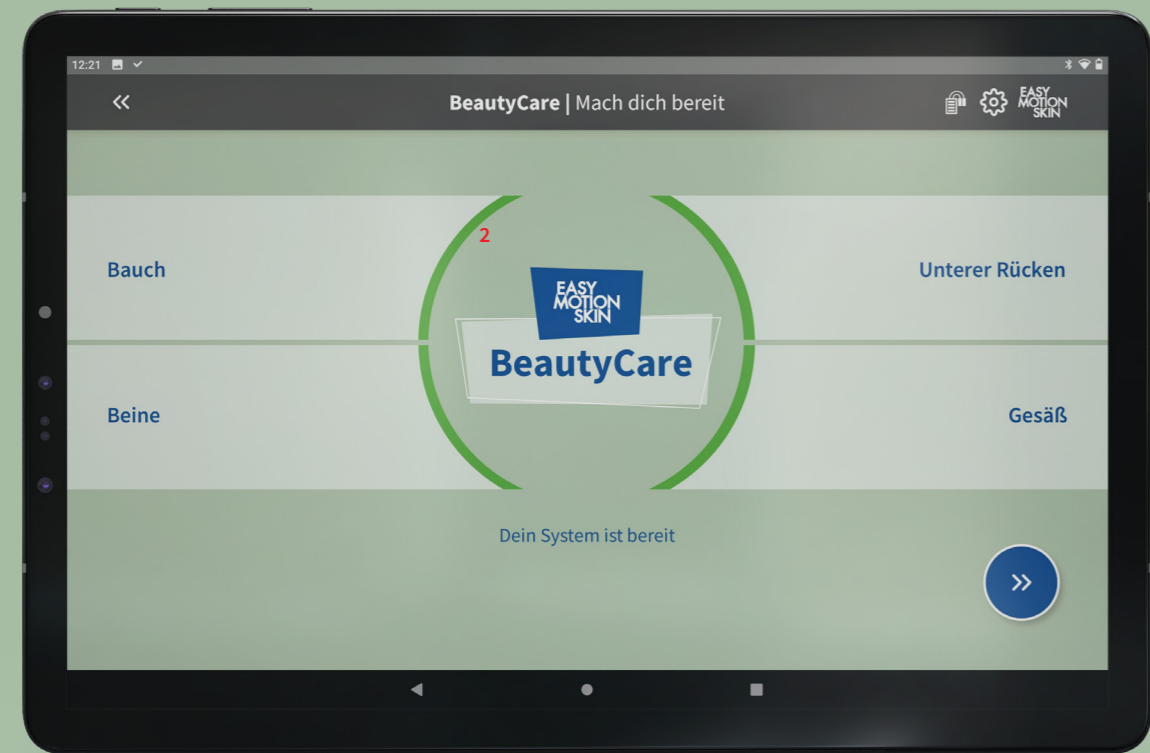 12:21
BeautyCare | Mach dich bereit
EASY
MOTION
SKIN
2
Bauch
Unterer Rücken
EASY
MOTION
SKIN
BeautyCare
Beine
Gesäß
Dein System ist bereit